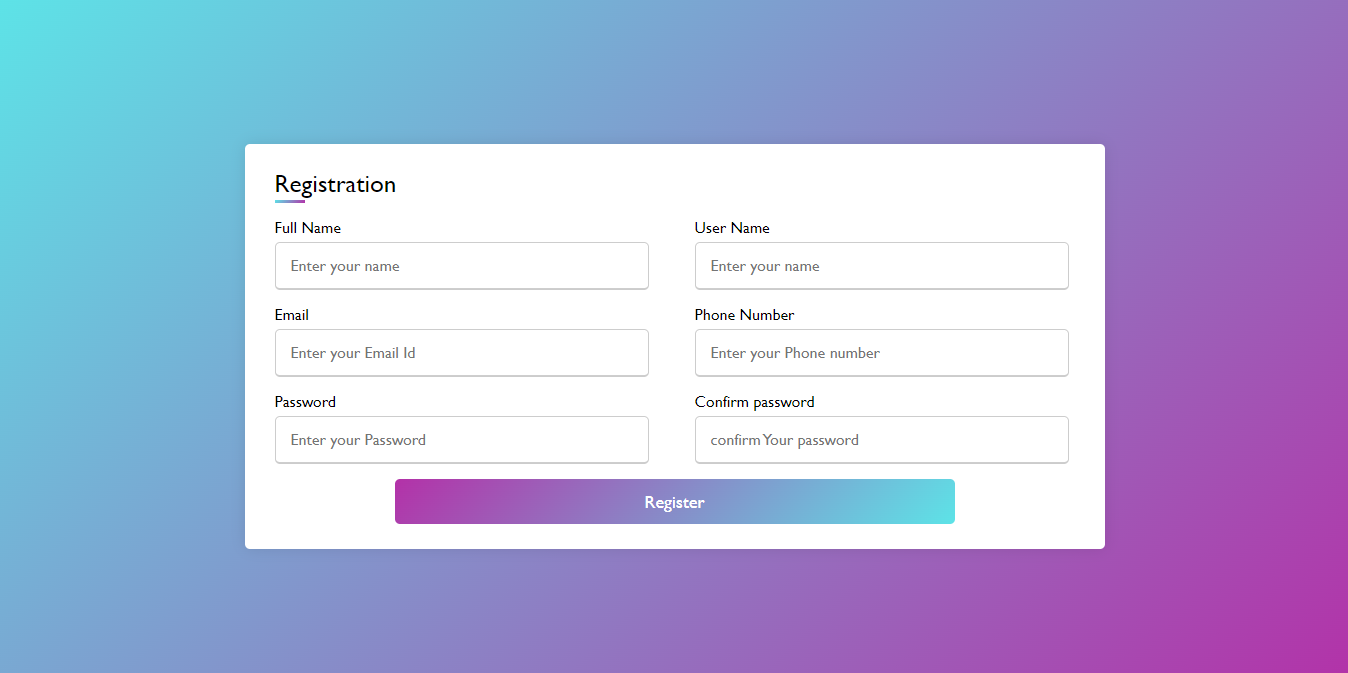 Registration
Full Name
User Name
Enter your name
Enter your name
Email
Phone Number
Enter your Email Id
Enter your Phone number
Password
Confirm password
Enter your Password
confirm Your password
Register